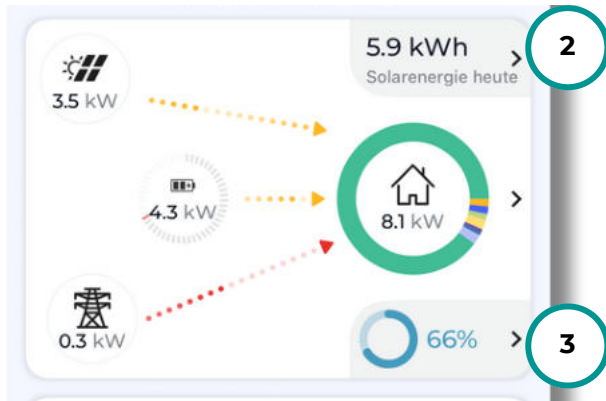 5.9 kWh
Solarenergie heute
2
3.5 kW
4.3 kW
8.1 kW
0.3 kW
66%
3